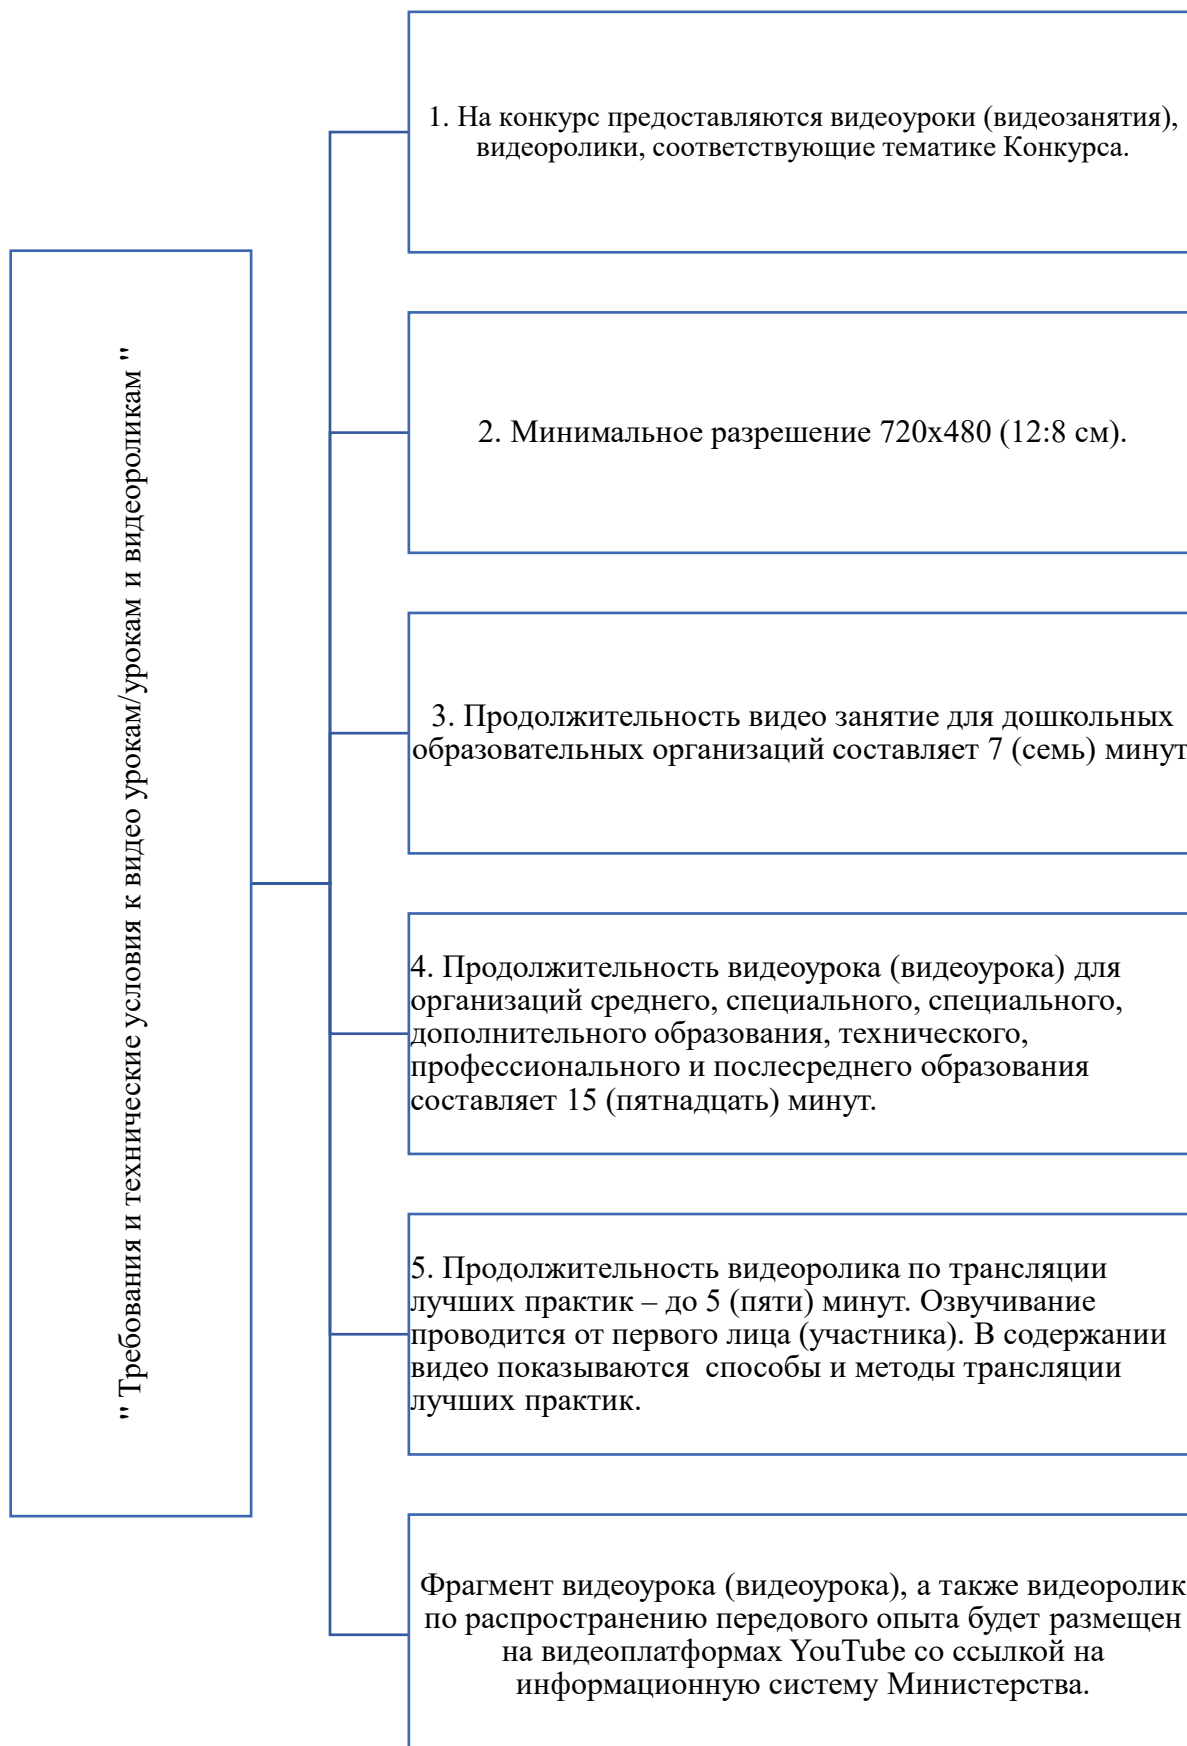 " Требования и технические условия к видео урокам/урокам и видеороликам "
1. На конкурс предоставляются видеоуроки (видеозанятия),
видеоролики, соответствующие тематике Конкурса.
2. Минимальное разрешение 720x480 (12:8 см).
3. Продолжительность видео занятие для дошкольных
образовательных организаций составляет 7 (семь) минут
4. Продолжительность видеоурока (видеоурока) для
организаций среднего, специального, специального,
дополнительного образования, технического,
профессионального и послесреднего образования
составляет 15 (пятнадцать) минут.
5. Продолжительность видеоролика по трансляции
лучших практик – до 5 (пяти) минут. Озвучивание
проводится от первого лица (участника). В содержании
видео показываются  способы и методы трансляции
лучших практик.
Фрагмент видеоурока (видеоурока), а также видеоролик
по распространению передового опыта будет размещен
на видеоплатформах YouTube со ссылкой на
информационную систему Министерства.